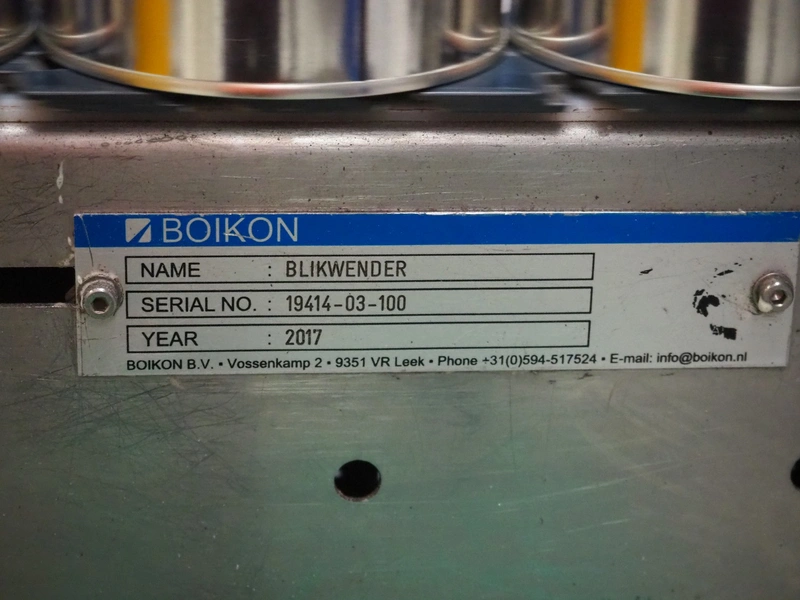 BOIKON
NAME : BLIKWENDER
SERIAL NO. : 19414-03-100
YEAR : 2017
BOIKON B.V. • Vossenkamp 2 • 9351 VR Leek • Phone +31(0)594-517524 • E-mail: info@boikon.nl